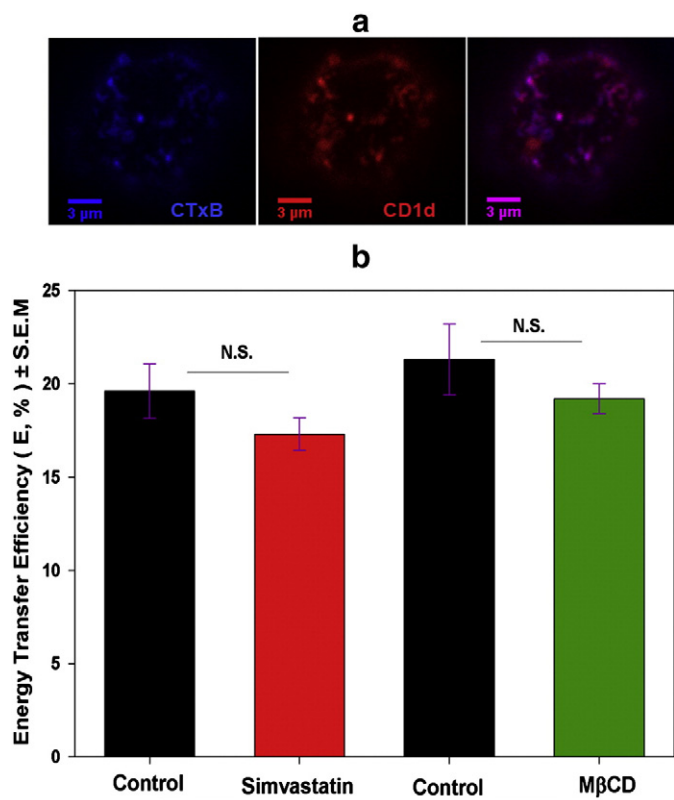 a
3 µm CTxB 3 µm CD1d 3 µm
b
Energy Transfer Efficiency ( E, % ) ± S.E.M
25
20
15
10
5
0
N.S.
N.S.
Control Simvastatin Control MβCD